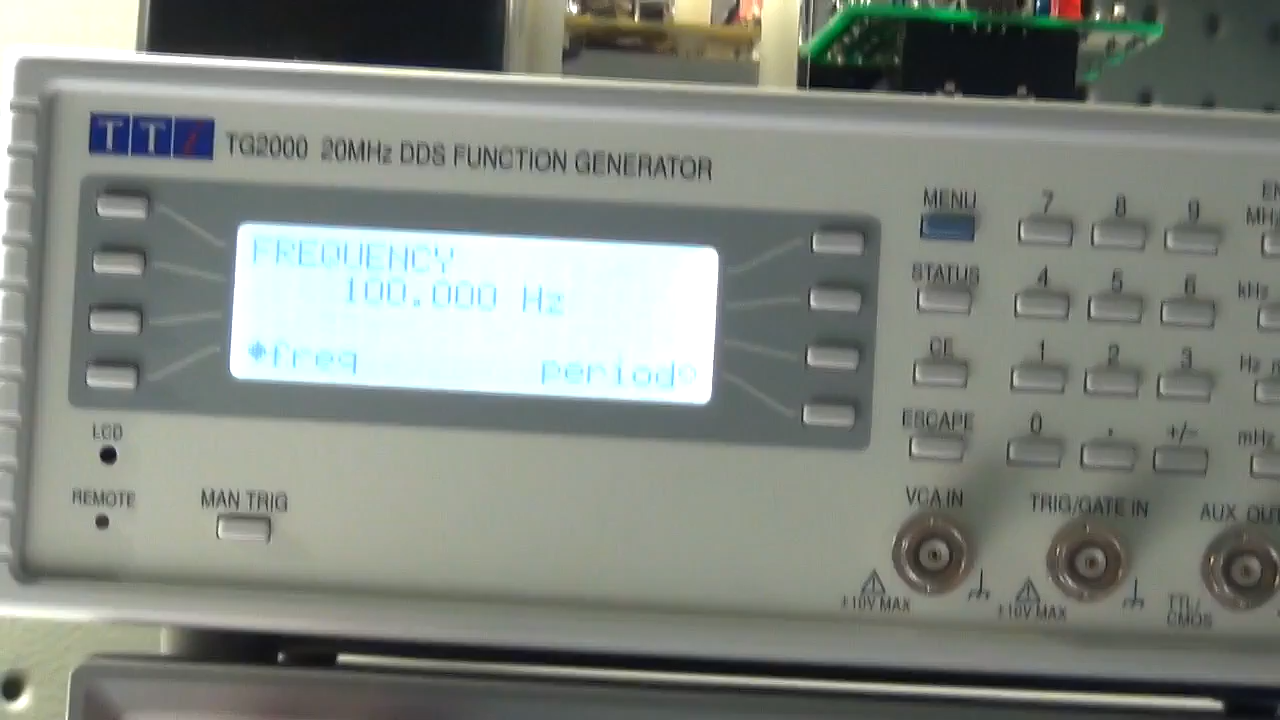 TTi TG2000 20MHz DDS FUNCTION GENERATOR
FREQUENCY
100.000 Hz
freq period
LCD
REMOTE
MAN TRIG
MENU 7 8 9
STATUS 4 5 6 kHz
CE 1 2 3 Hz
ESCAPE 0 . +/- mHz
VCA IN TRIG/GATE IN AUX OUT
±10V MAX ±10V MAX TTL/
CMOS